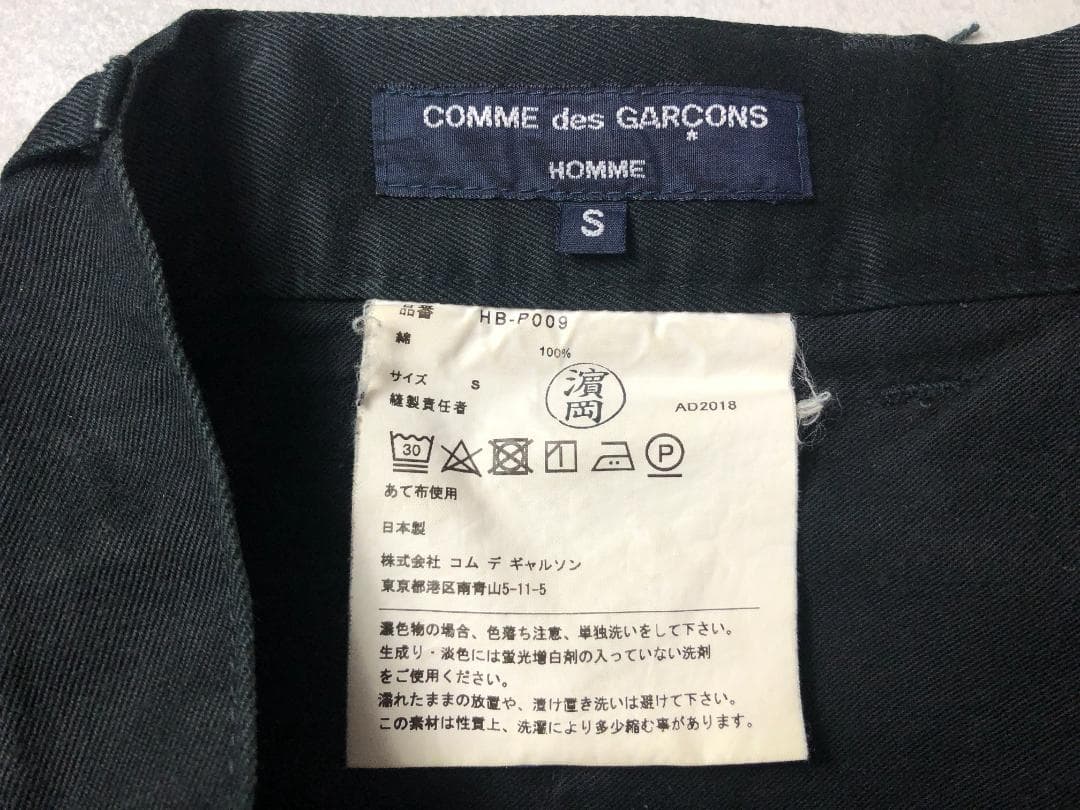 COMME des GARÇONS
*
HOMME
S
品番 HB-P009
綿
100%
サイズ S
縫製責任者 濱岡 AD2018
30 P
あて布使用
日本製
株式会社 コム デ ギャルソン
東京都港区南青山5-11-5
濃色物の場合、色落ち注意、単独洗いをして下さい。
生成り・淡色には蛍光増白剤の入っていない洗剤
をご使用ください。
濡れたままの放置や、漬け置き洗いは避けて下さい。
この素材は性質上、洗濯により多少縮む事があります。